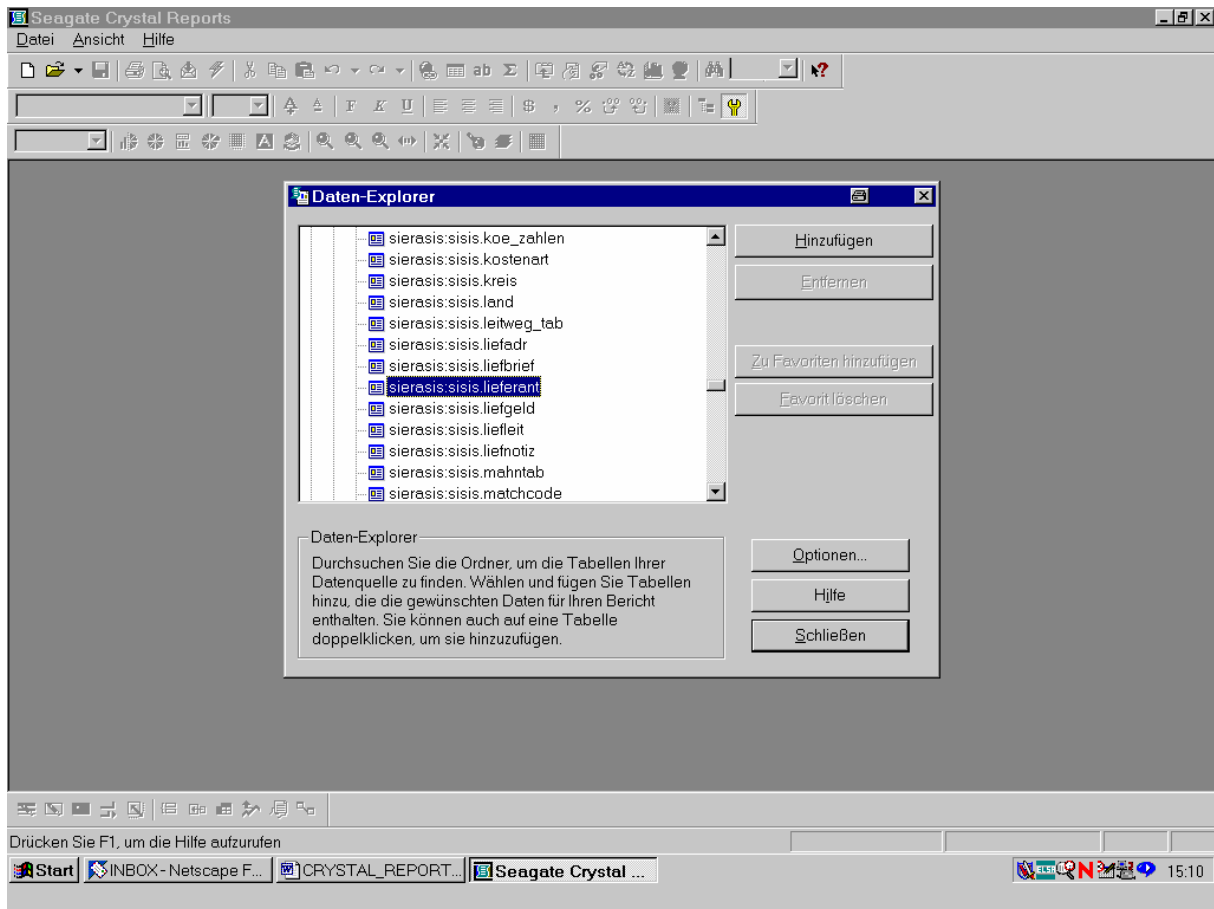 Seagate Crystal Reports
Datei Ansicht Hilfe
ab Σ
F K U $ , %
A
Daten-Explorer
sierasis:sisis.koe_zahlen
sierasis:sisis.kostenart
sierasis:sisis.kreis
sierasis:sisis.land
sierasis:sisis.leitweg_tab
sierasis:sisis.liefadr
sierasis:sisis.liefbrief
sierasis:sisis.lieferant
sierasis:sisis.liefgeld
sierasis:sisis.liefleit
sierasis:sisis.liefnotiz
sierasis:sisis.mahntab
sierasis:sisis.matchcode
Hinzufügen
Entfernen
Zu Favoriten hinzufügen
Favorit löschen
Daten-Explorer
Durchsuchen Sie die Ordner, um die Tabellen Ihrer
Datenquelle zu finden. Wählen und fügen Sie Tabellen
hinzu, die die gewünschten Daten für Ihren Bericht
enthalten. Sie können auch auf eine Tabelle
doppelklicken, um sie hinzuzufügen.
Optionen...
Hilfe
Schließen
Drücken Sie F1, um die Hilfe aufzurufen
Start INBOX - Netscape F... CRYSTAL_REPORT... Seagate Crystal ... N 15:10